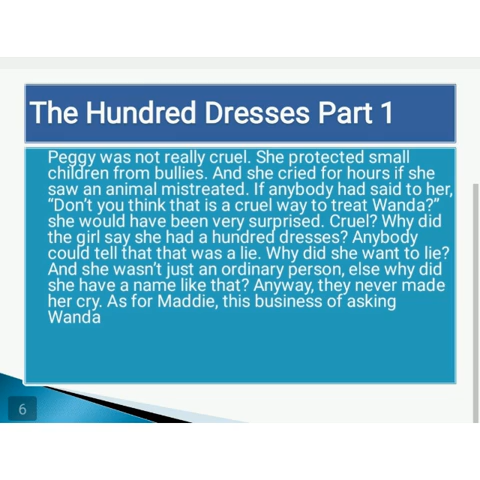 The Hundred Dresses Part 1
Peggy was not really cruel. She protected small
children from bullies. And she cried for hours if she
saw an animal mistreated. If anybody had said to her,
“Don’t you think that is a cruel way to treat Wanda?”
she would have been very surprised. Cruel? Why did
the girl say she had a hundred dresses? Anybody
could tell that that was a lie. Why did she want to lie?
And she wasn’t just an ordinary person, else why did
she have a name like that? Anyway, they never made
her cry. As for Maddie, this business of asking
Wanda
6